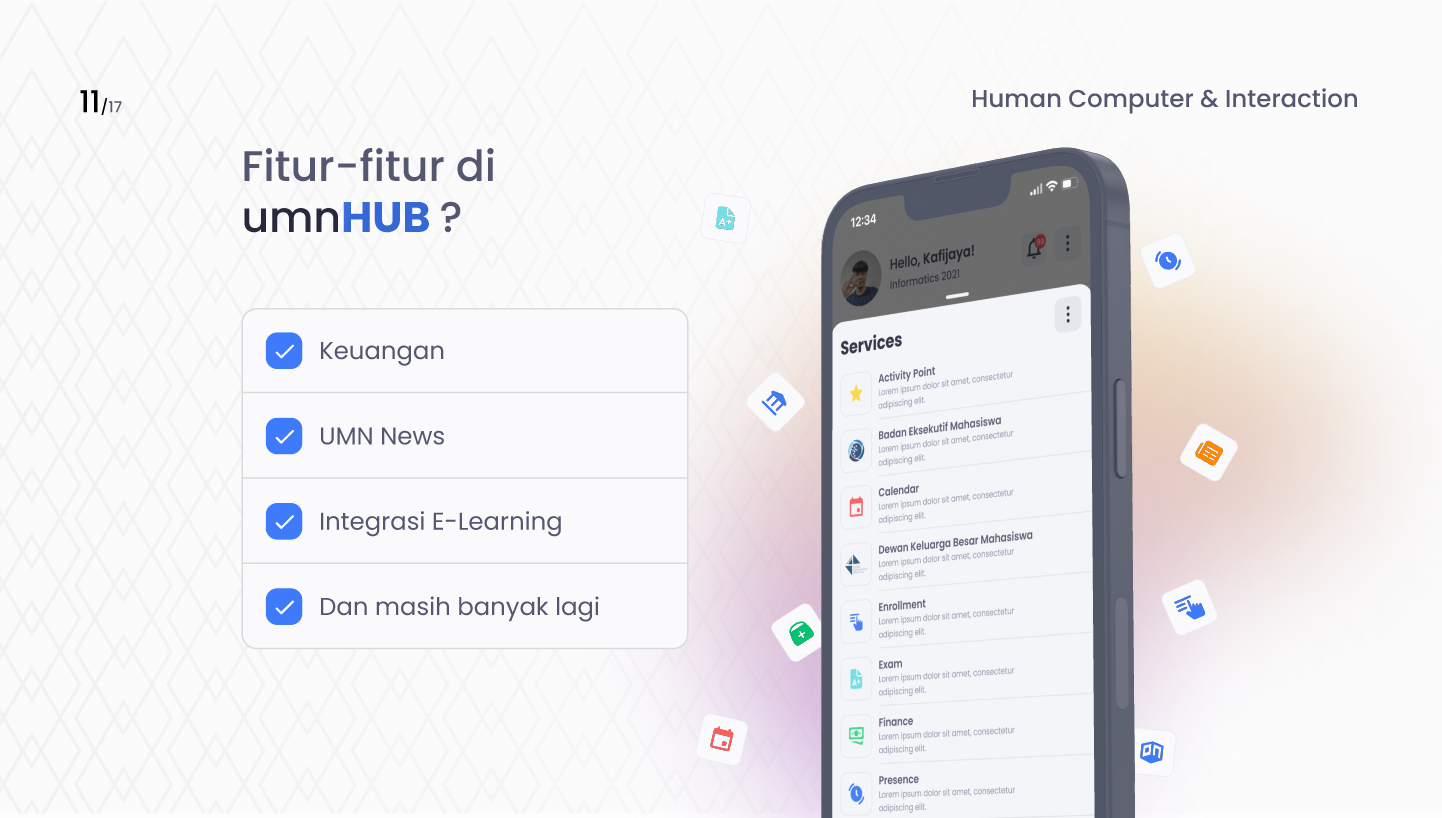 11/17
Human Computer & Interaction
Fitur-fitur di
umnHUB ?
Keuangan
UMN News
Integrasi E-Learning
Dan masih banyak lagi
12:34
Hello, Kafijaya!
Informatics 2021
Services
Activity Point
Lorem ipsum dolor sit amet, consectetur
adipiscing elit.
Badan Eksekutif Mahasiswa
Lorem ipsum dolor sit amet, consectetur
adipiscing elit.
Calendar
Lorem ipsum dolor sit amet, consectetur
adipiscing elit.
Dewan Keluarga Besar Mahasiswa
Lorem ipsum dolor sit amet, consectetur
adipiscing elit.
Enrollment
Lorem ipsum dolor sit amet, consectetur
adipiscing elit.
Exam
Lorem ipsum dolor sit amet, consectetur
adipiscing elit.
Finance
Lorem ipsum dolor sit amet, consectetur
adipiscing elit.
Presence
Lorem ipsum dolor sit amet, consectetur
adipiscing elit.
A+